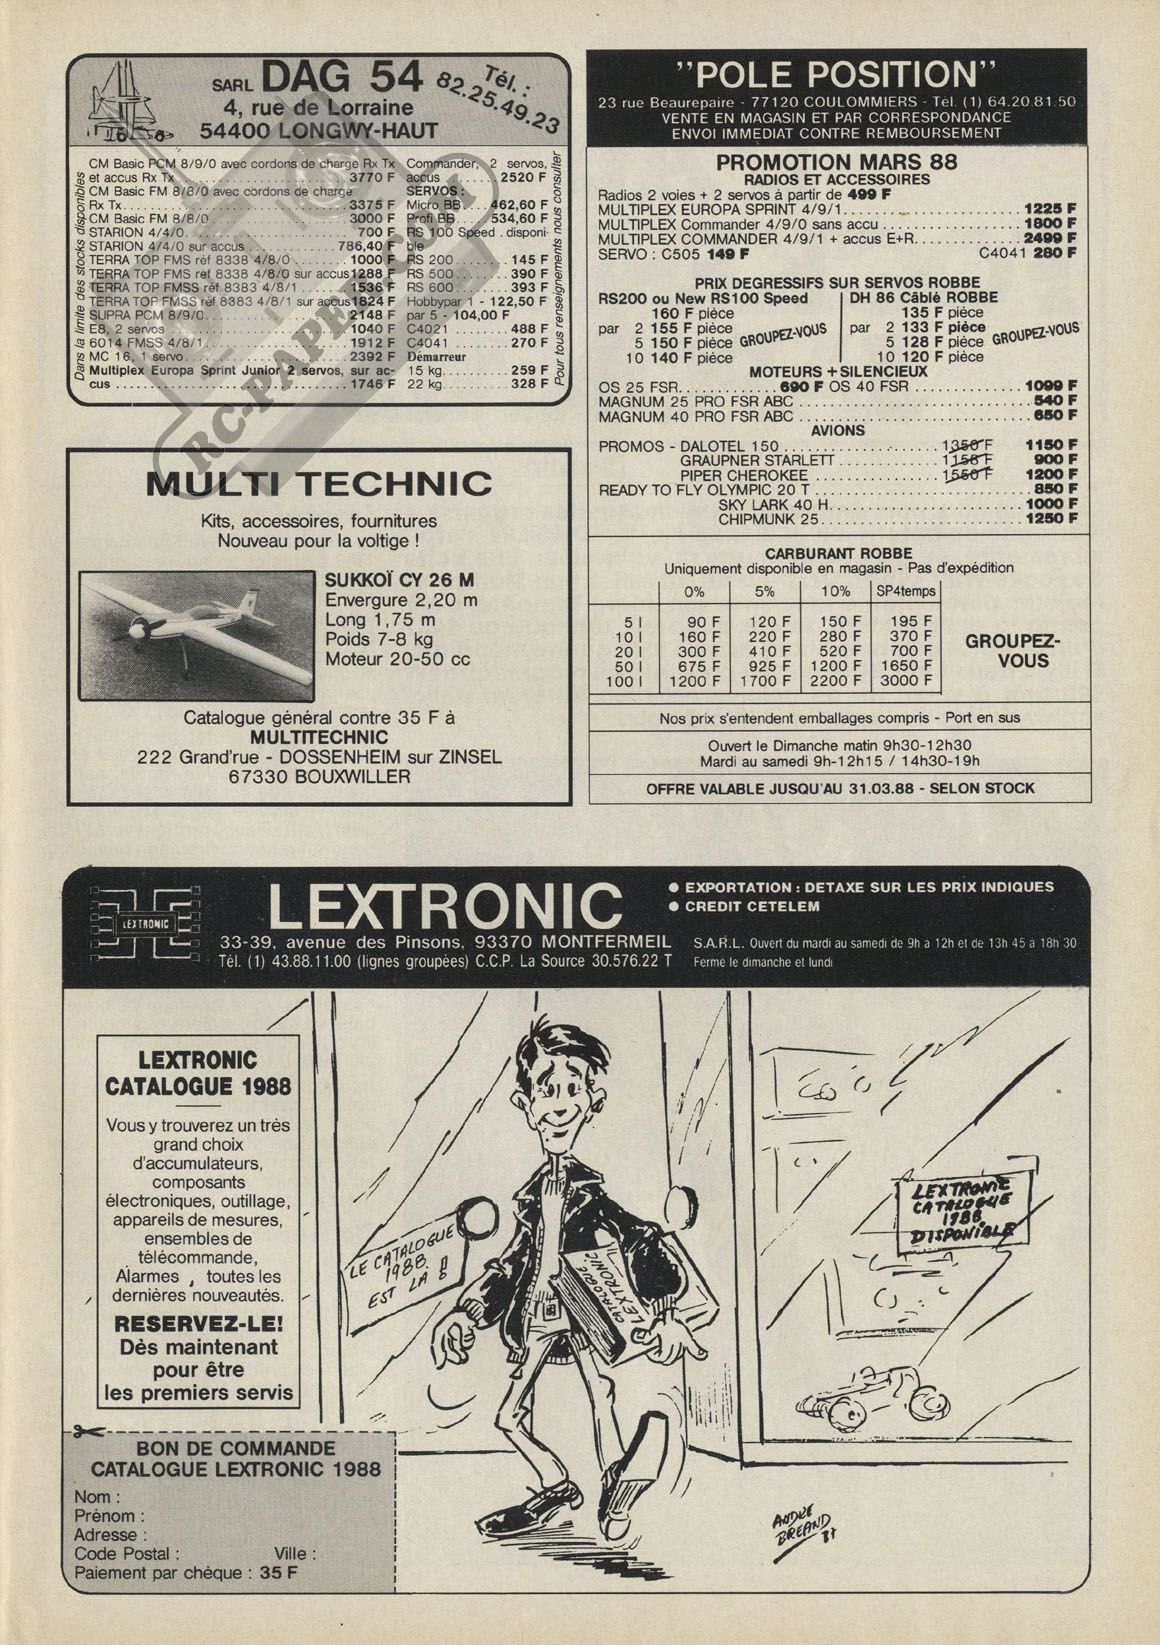 SARL DAG 54
Tél. :
82.25.49.23
4, rue de Lorraine
54400 LONGWY-HAUT
Dans la limite des stocks disponibles
CM Basic PCM 8/9/0 avec cordons de charge Rx Tx
et accus Rx Tx 3770 F
CM Basic FM 8/8/0 avec cordons de charge
Rx Tx 3375 F
CM Basic FM 8/8/0 3000 F
STARION 4/4/0 700 F
STARION 4/4/0 sur accus 786,40 F
TERRA TOP FMS réf 8338 4/8/0 1000 F
TERRA TOP FMS réf 8338 4/8/0 sur accus 1288 F
TERRA TOP FMSS réf 8383 4/8/1 1536 F
TERRA TOP FMSS réf 8383 4/8/1 sur accus 1824 F
SUPRA PCM 8/9/0 2148 F
E8, 2 servos 1040 F
6014 FMSS 4/8/1 1912 F
MC 16, 1 servo 2392 F
Multiplex Europa Sprint Junior 2 servos, sur ac-
cus 1746 F
Commander, 2 servos,
accus 2520 F
SERVOS :
Micro BB 462,60 F
Profi BB 534,60 F
RS 100 Speed . disponi-
ble
RS 200 145 F
RS 500 390 F
RS 600 393 F
Hobbypar 1 - 122,50 F
par 5 - 104,00 F
C4021 488 F
C4041 270 F
Démarreur
15 kg 259 F
22 kg 328 F
Pour tous renseignements nous consulter
RC-PAPER.COM
"POLE POSITION"
23 rue Beaurepaire - 77120 COULOMMIERS - Tél. (1) 64.20.81.50
VENTE EN MAGASIN ET PAR CORRESPONDANCE
ENVOI IMMEDIAT CONTRE REMBOURSEMENT
PROMOTION MARS 88
RADIOS ET ACCESSOIRES
Radios 2 voies + 2 servos à partir de 499 F
MULTIPLEX EUROPA SPRINT 4/9/1 1225 F
MULTIPLEX Commander 4/9/0 sans accu 1800 F
MULTIPLEX COMMANDER 4/9/1 + accus E+R 2499 F
SERVO : C505 149 F C4041 280 F
PRIX DEGRESSIFS SUR SERVOS ROBBE
RS200 ou New RS100 Speed
160 F pièce
par 2 155 F pièce
5 150 F pièce
10 140 F pièce
GROUPEZ-VOUS
DH 86 Câblé ROBBE
135 F pièce
par 2 133 F pièce
5 128 F pièce
10 120 F pièce
GROUPEZ-VOUS
MOTEURS + SILENCIEUX
OS 25 FSR 690 F OS 40 FSR 1099 F
MAGNUM 25 PRO FSR ABC 540 F
MAGNUM 40 PRO FSR ABC 650 F
AVIONS
PROMOS - DALOTEL 150 1350 F 1150 F
GRAUPNER STARLETT 1158 F 900 F
PIPER CHEROKEE 1550 F 1200 F
READY TO FLY OLYMPIC 20 T 850 F
SKY LARK 40 H 1000 F
CHIPMUNK 25 1250 F
CARBURANT ROBBE
Uniquement disponible en magasin - Pas d'expédition
0% 5% 10% SP4temps
5 l 90 F 120 F 150 F 195 F
10 l 160 F 220 F 280 F 370 F
20 l 300 F 410 F 520 F 700 F
50 l 675 F 925 F 1200 F 1650 F
100 l 1200 F 1700 F 2200 F 3000 F
GROUPEZ-
VOUS
Nos prix s'entendent emballages compris - Port en sus
Ouvert le Dimanche matin 9h30-12h30
Mardi au samedi 9h-12h15 / 14h30-19h
OFFRE VALABLE JUSQU'AU 31.03.88 - SELON STOCK
MULTI TECHNIC
Kits, accessoires, fournitures
Nouveau pour la voltige !
SUKKOÏ CY 26 M
Envergure 2,20 m
Long 1,75 m
Poids 7-8 kg
Moteur 20-50 cc
Catalogue général contre 35 F à
MULTITECHNIC
222 Grand'rue - DOSSENHEIM sur ZINSEL
67330 BOUXWILLER
LEXTRONIC
LEXTRONIC
33-39, avenue des Pinsons, 93370 MONTFERMEIL
Tél. (1) 43.88.11.00 (lignes groupées) C.C.P. La Source 30.576.22 T
● EXPORTATION : DETAXE SUR LES PRIX INDIQUES
● CREDIT CETELEM
S.A.R.L. Ouvert du mardi au samedi de 9h à 12h et de 13h 45 à 18h 30
Ferme le dimanche et lundi
LEXTRONIC
CATALOGUE 1988
Vous y trouverez un très
grand choix
d'accumulateurs,
composants
électroniques, outillage,
appareils de mesures,
ensembles de
télécommande,
Alarmes , toutes les
dernières nouveautés.
RESERVEZ-LE!
Dès maintenant
pour être
les premiers servis
LE CATALOGUE
1988
EST LA !
CATALOGUE
LEXTRONIC
LEXTRONIC
CATALOGUE
1988
DISPONIBLE
ANDRE
BREAND
BON DE COMMANDE
CATALOGUE LEXTRONIC 1988
Nom :
Prénom :
Adresse :
Code Postal : Ville :
Paiement par chèque : 35 F